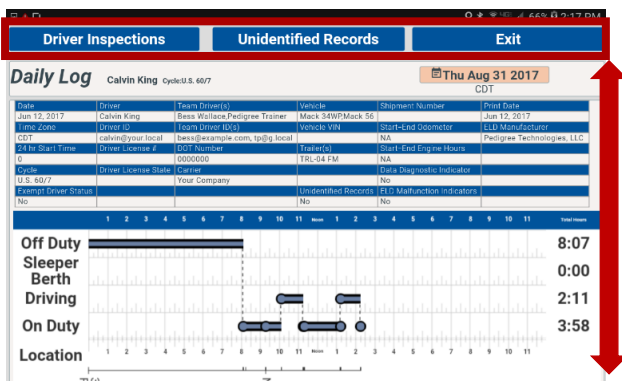 66% 2:17 PM
Driver Inspections Unidentified Records Exit
Daily Log Calvin King Cycle:U.S. 60/7 Thu Aug 31 2017
CDT
Date Driver Team Driver(s) Vehicle Shipment Number Print Date
Jun 12, 2017 Calvin King Bess Wallace,Pedigree Trainer Mack 34WP,Mack 56 Jun 12, 2017
Time Zone Driver ID Team Driver ID(s) Vehicle VIN Start-End Odometer ELD Manufacturer
CDT calvin@your.local bess@example.com, tp@g.local NA Pedigree Technologies, LLC
24 hr Start Time Driver License # DOT Number Trailer(s) Start-End Engine Hours
0 0000000 TRL-04 FM NA
Cycle Driver License State Carrier Data Diagnostic Indicator
U.S. 60/7 Your Company No
Exempt Driver Status Unidentified Records ELD Malfunction Indicators
No No No
1 2 3 4 5 6 7 8 9 10 11 Noon 1 2 3 4 5 6 7 8 9 10 11 Total Hours
Off Duty 8:07
Sleeper
Berth 0:00
Driving 2:11
On Duty 3:58
Location 1 2 3 4 5 6 7 8 9 10 11 Noon 1 2 3 4 5 6 7 8 9 10 11